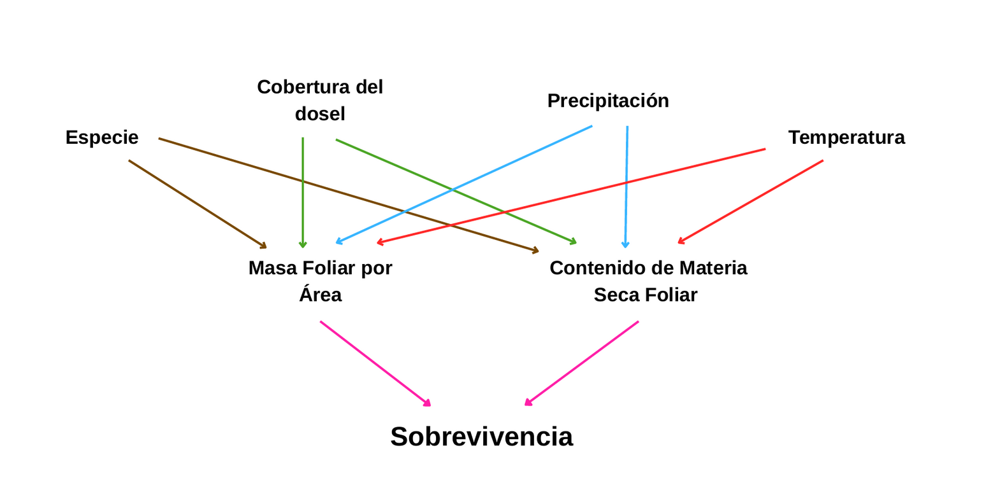 Cobertura del
dosel
Precipitación
Especie
Temperatura
Masa Foliar por
Área
Contenido de Materia
Seca Foliar
Sobrevivencia